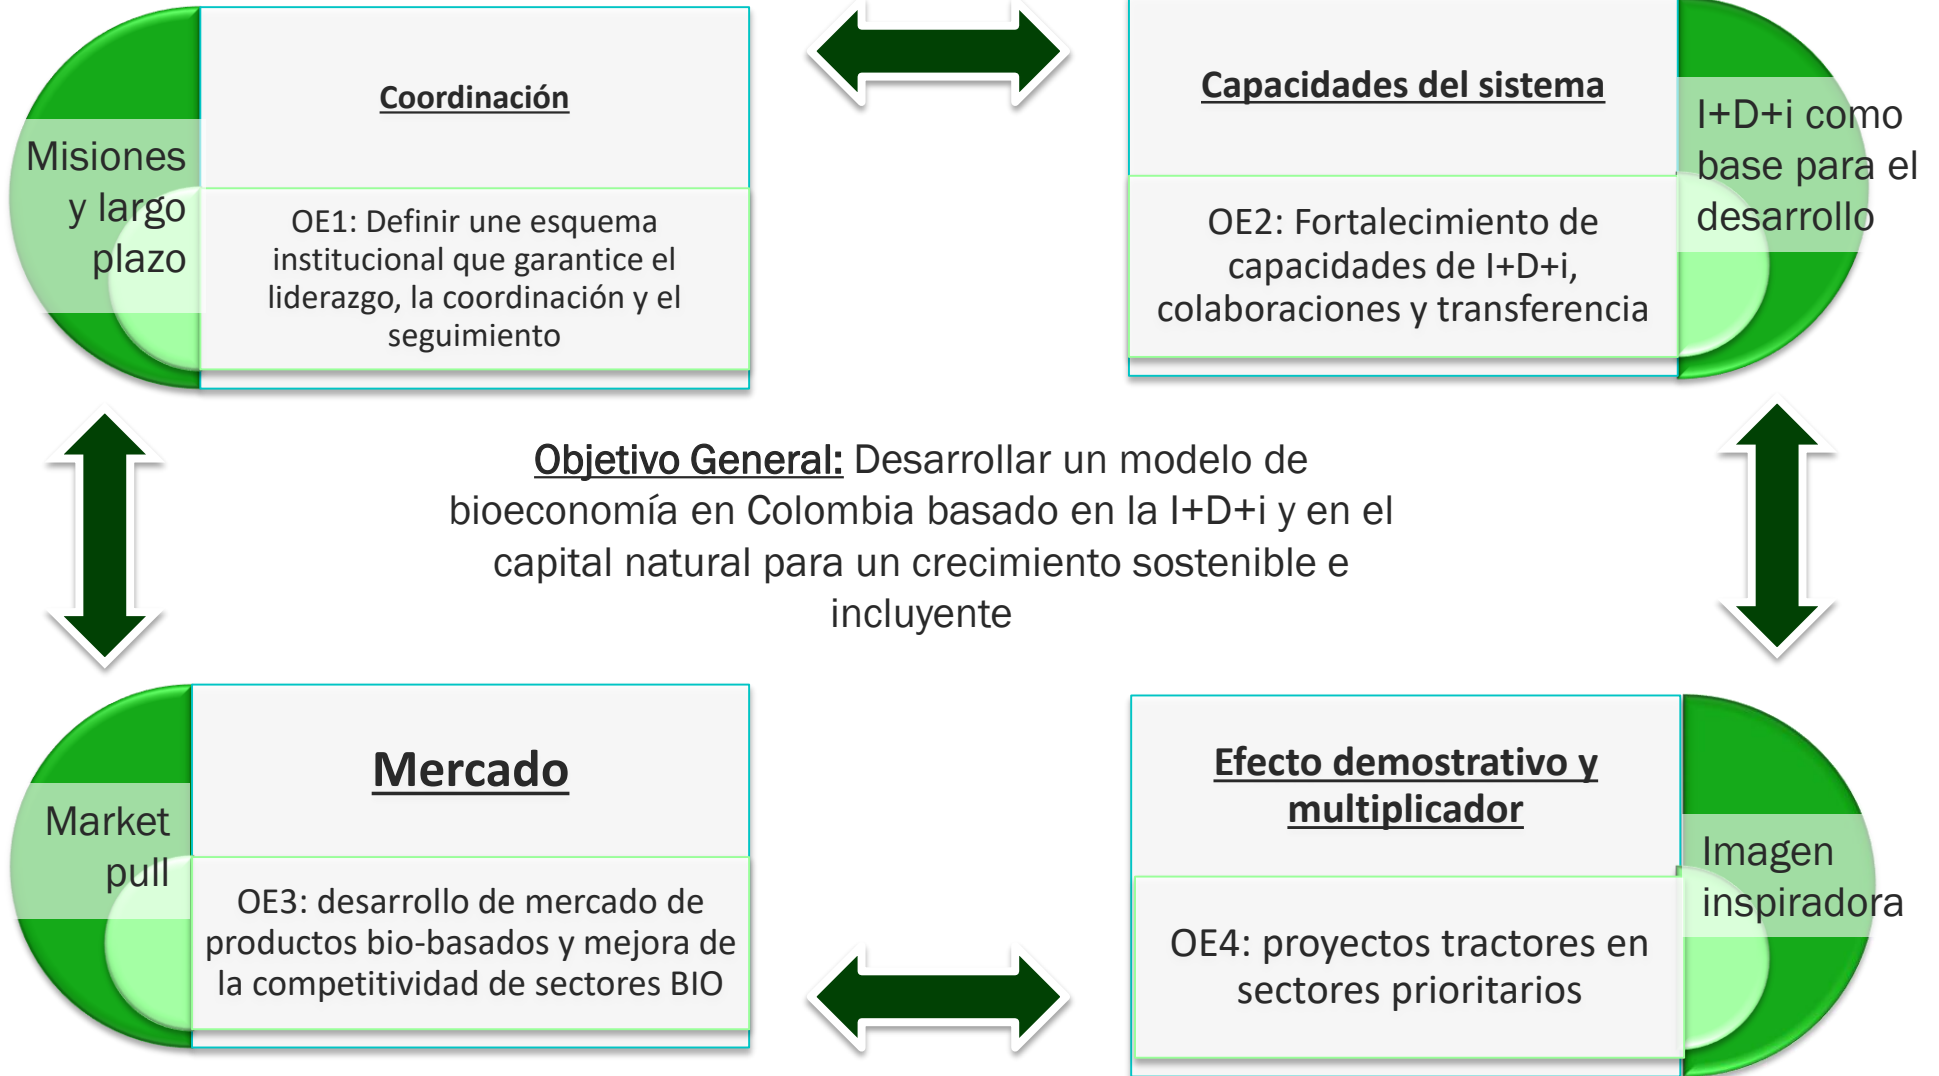 Misiones
y largo
plazo
Coordinación
OE1: Definir une esquema
institucional que garantice el
liderazgo, la coordinación y el
seguimiento
Capacidades del sistema
OE2: Fortalecimiento de
capacidades de I+D+i,
colaboraciones y transferencia
I+D+i como
base para el
desarrollo
Objetivo General: Desarrollar un modelo de
bioeconomía en Colombia basado en la I+D+i y en el
capital natural para un crecimiento sostenible e
incluyente
Market
pull
Mercado
OE3: desarrollo de mercado de
productos bio-basados y mejora de
la competitividad de sectores BIO
Efecto demostrativo y
multiplicador
OE4: proyectos tractores en
sectores prioritarios
Imagen
inspiradora